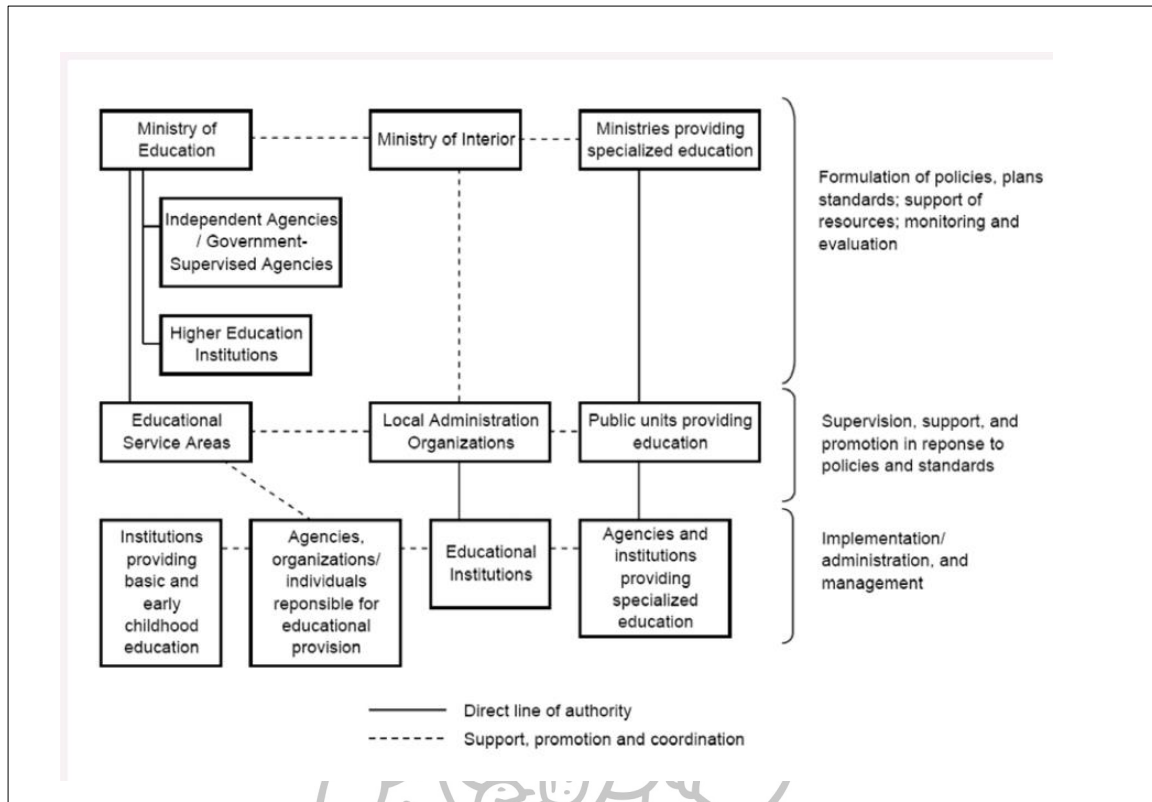 Ministry of
Education
Ministry of Interior
Ministries providing
specialized education
Formulation of policies, plans
standards; support of
resources; monitoring and
evaluation
Independent Agencies
/ Government-
Supervised Agencies
Higher Education
Institutions
Educational
Service Areas
Local Administration
Organizations
Public units providing
education
Supervision, support, and
promotion in reponse to
policies and standards
Institutions
providing
basic and
early
childhood
education
Agencies,
organizations/
individuals
reponsible for
educational
provision
Educational
Institutions
Agencies and
institutions
providing
specialized
education
Implementation/
administration, and
management
Direct line of authority
Support, promotion and coordination